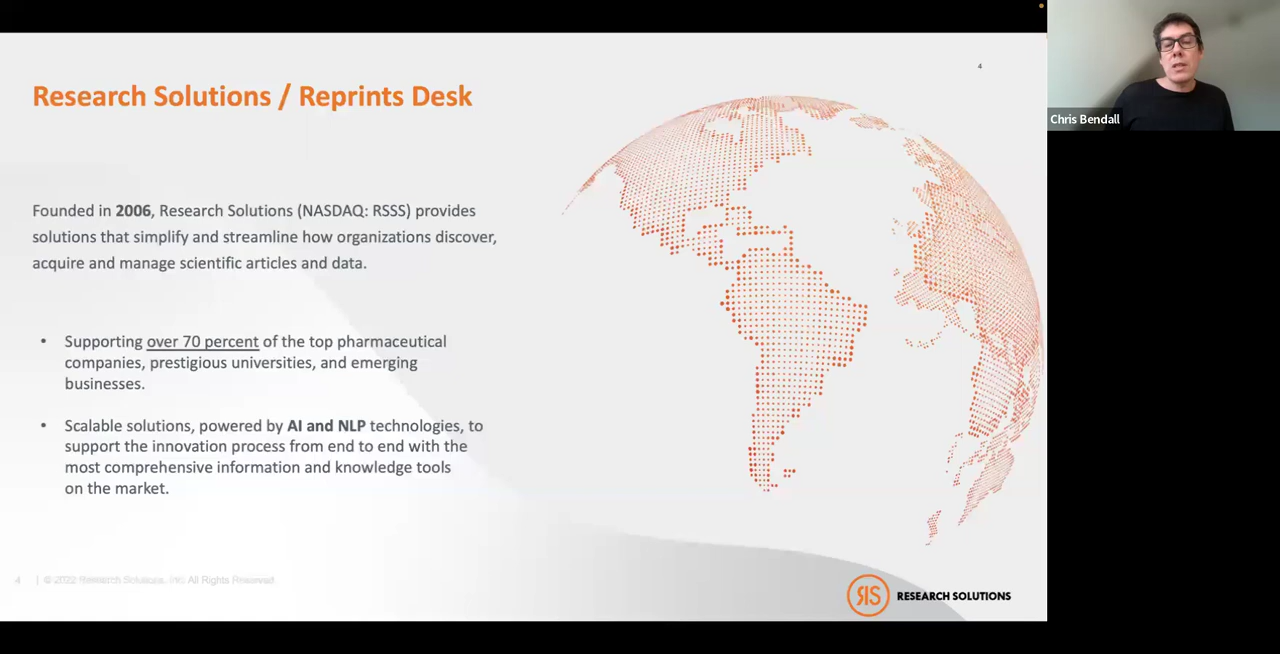 4
Research Solutions / Reprints Desk
Chris Bendall
Founded in 2006, Research Solutions (NASDAQ: RSSS) provides
solutions that simplify and streamline how organizations discover,
acquire and manage scientific articles and data.
• Supporting over 70 percent of the top pharmaceutical
companies, prestigious universities, and emerging
businesses.
• Scalable solutions, powered by AI and NLP technologies, to
support the innovation process from end to end with the
most comprehensive information and knowledge tools
on the market.
4 | © 2022 Research Solutions, Inc. All Rights Reserved
RS RESEARCH SOLUTIONS